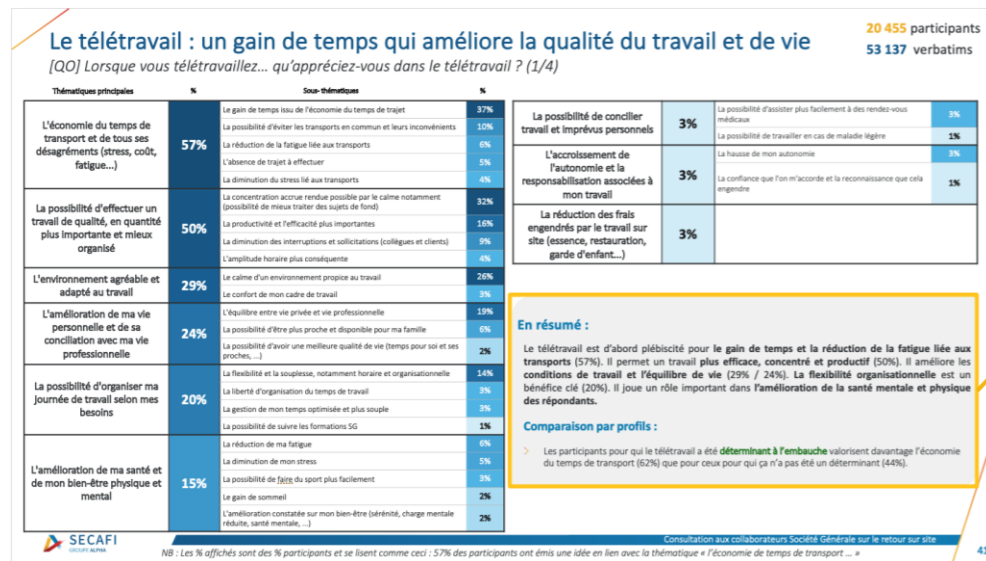 Le télétravail : un gain de temps qui améliore la qualité du travail et de vie
20 455 participants
53 137 verbatims
[QO] Lorsque vous télétravaillez... qu'appréciez-vous dans le télétravail ? (1/4)
Thématiques principales % Sous- thématiques %
L'économie du temps de
transport et de tous ses
désagréments (stress, coût,
fatigue...)
57%
Le gain de temps issu de l'économie du temps de trajet 37%
La possibilité d'éviter les transports en commun et leurs inconvénients 10%
La réduction de la fatigue liée aux transports 6%
L'absence de trajet à effectuer 5%
La diminution du stress lié aux transports 4%
La possibilité d'effectuer un
travail de qualité, en quantité
plus importante et mieux
organisé
50%
La concentration accrue rendue possible par le calme notamment
(possibilité de mieux traiter des sujets de fond)
32%
La productivité et l'efficacité plus importantes 16%
La diminution des interruptions et sollicitations (collègues et clients) 9%
L'amplitude horaire plus conséquente 4%
L'environnement agréable et
adapté au travail
29%
Le calme d'un environnement propice au travail 26%
Le confort de mon cadre de travail 3%
L'amélioration de ma vie
personnelle et de sa
conciliation avec ma vie
professionnelle
24%
L'équilibre entre vie privée et vie professionnelle 19%
La possibilité d'être plus proche et disponible pour ma famille 6%
La possibilité d'avoir une meilleure qualité de vie (temps pour soi et ses
proches, ...)
2%
La possibilité d'organiser ma
journée de travail selon mes
besoins
20%
La flexibilité et la souplesse, notamment horaire et organisationnelle 14%
La liberté d'organisation du temps de travail 3%
La gestion de mon temps optimisée et plus souple 3%
La possibilité de suivre les formations SG 1%
L'amélioration de ma santé et
de mon bien-être physique et
mental
15%
La réduction de ma fatigue 6%
La diminution de mon stress 5%
La possibilité de faire du sport plus facilement 3%
Le gain de sommeil 2%
L'amélioration constatée sur mon bien-être (sérénité, charge mentale
réduite, santé mentale, ...)
2%
La possibilité de concilier
travail et imprévus personnels
3%
La possibilité d'assister plus facilement à des rendez-vous
médicaux
3%
La possibilité de travailler en cas de maladie légère 1%
L'accroissement de
l'autonomie et la
responsabilisation associées à
mon travail
3%
La hausse de mon autonomie 3%
La confiance que l'on m'accorde et la reconnaissance que cela
engendre
1%
La réduction des frais
engendrés par le travail sur
site (essence, restauration,
garde d'enfant...)
3%
En résumé :
Le télétravail est d'abord plébiscité pour le gain de temps et la réduction de la fatigue liée aux
transports (57%). Il permet un travail plus efficace, concentré et productif (50%). Il améliore les
conditions de travail et l'équilibre de vie (29% / 24%). La flexibilité organisationnelle est un
bénéfice clé (20%). Il joue un rôle important dans l'amélioration de la santé mentale et physique
des répondants.
Comparaison par profils :
Les participants pour qui le télétravail a été déterminant à l'embauche valorisent davantage l'économie
du temps de transport (62%) que pour ceux pour qui ça n'a pas été un déterminant (44%).
SECAFI
GROUPE ALPHA
Consultation aux collaborateurs Société Générale sur le retour sur site
NB : Les % affichés sont des % participants et se lisent comme ceci : 57% des participants ont émis une idée en lien avec la thématique « l'économie de temps de transport ... »
41